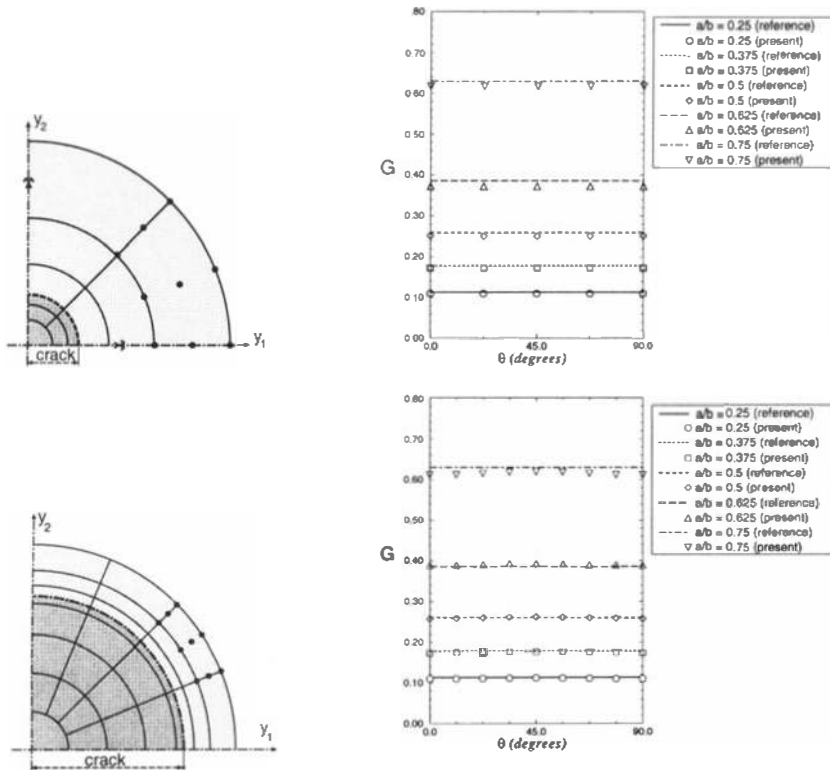 y2
y1
crack
0.80
0.70
0.60
0.50
0.40
0.30
0.20
0.10
0.00
G
0.0
45.0
90.0
θ (degrees)
a/b = 0.25 (reference)
a/b = 0.25 (present)
a/b = 0.375 (reference)
a/b = 0.375 (present)
a/b = 0.5 (reference)
a/b = 0.5 (present)
a/b = 0.625 (reference)
a/b = 0.625 (present)
a/b = 0.75 (reference)
a/b = 0.75 (present)
y2
y1
crack
0.80
0.70
0.60
0.50
0.40
0.30
0.20
0.10
0.00
G
0.0
45.0
90.0
θ (degrees)
a/b = 0.25 (reference)
a/b = 0.25 (present)
a/b = 0.375 (reference)
a/b = 0.375 (present)
a/b = 0.5 (reference)
a/b = 0.5 (present)
a/b = 0.625 (reference)
a/b = 0.625 (present)
a/b = 0.75 (reference)
a/b = 0.75 (present)